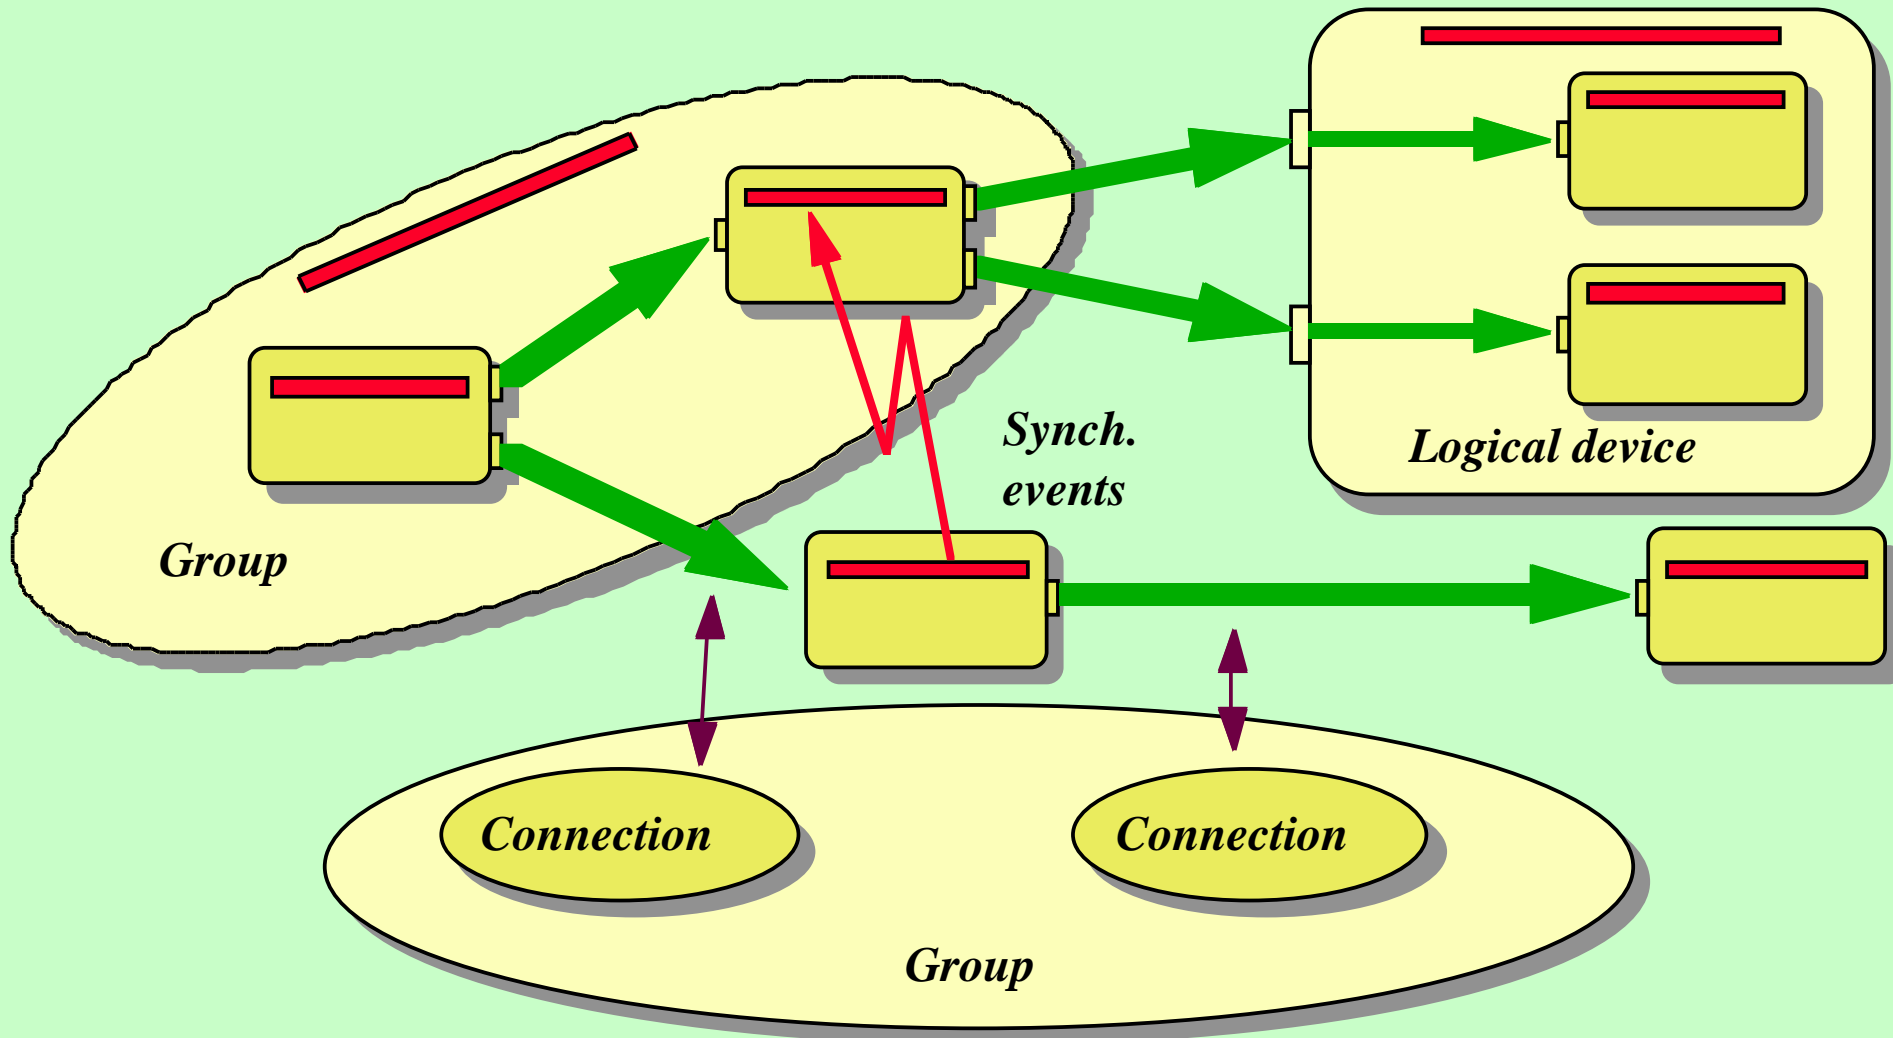 Synch.
events
Logical device
Group
Connection
Connection
Group